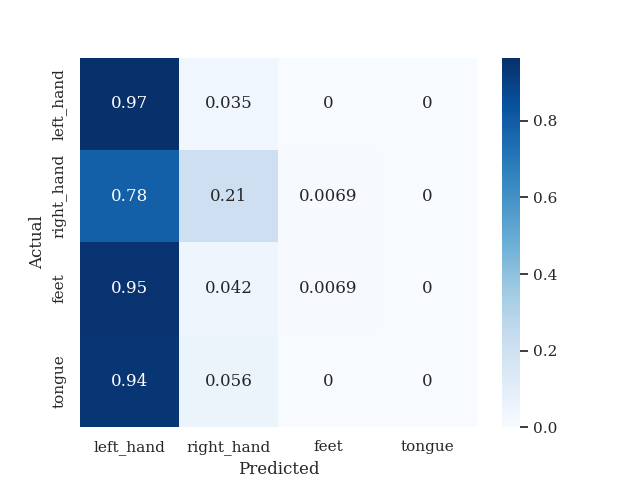 Actual
left_hand
0.97 0.035 0 0
right_hand
0.78 0.21 0.0069 0
feet
0.95 0.042 0.0069 0
tongue
0.94 0.056 0 0
left_hand right_hand feet tongue
Predicted
0.8
0.6
0.4
0.2
0.0